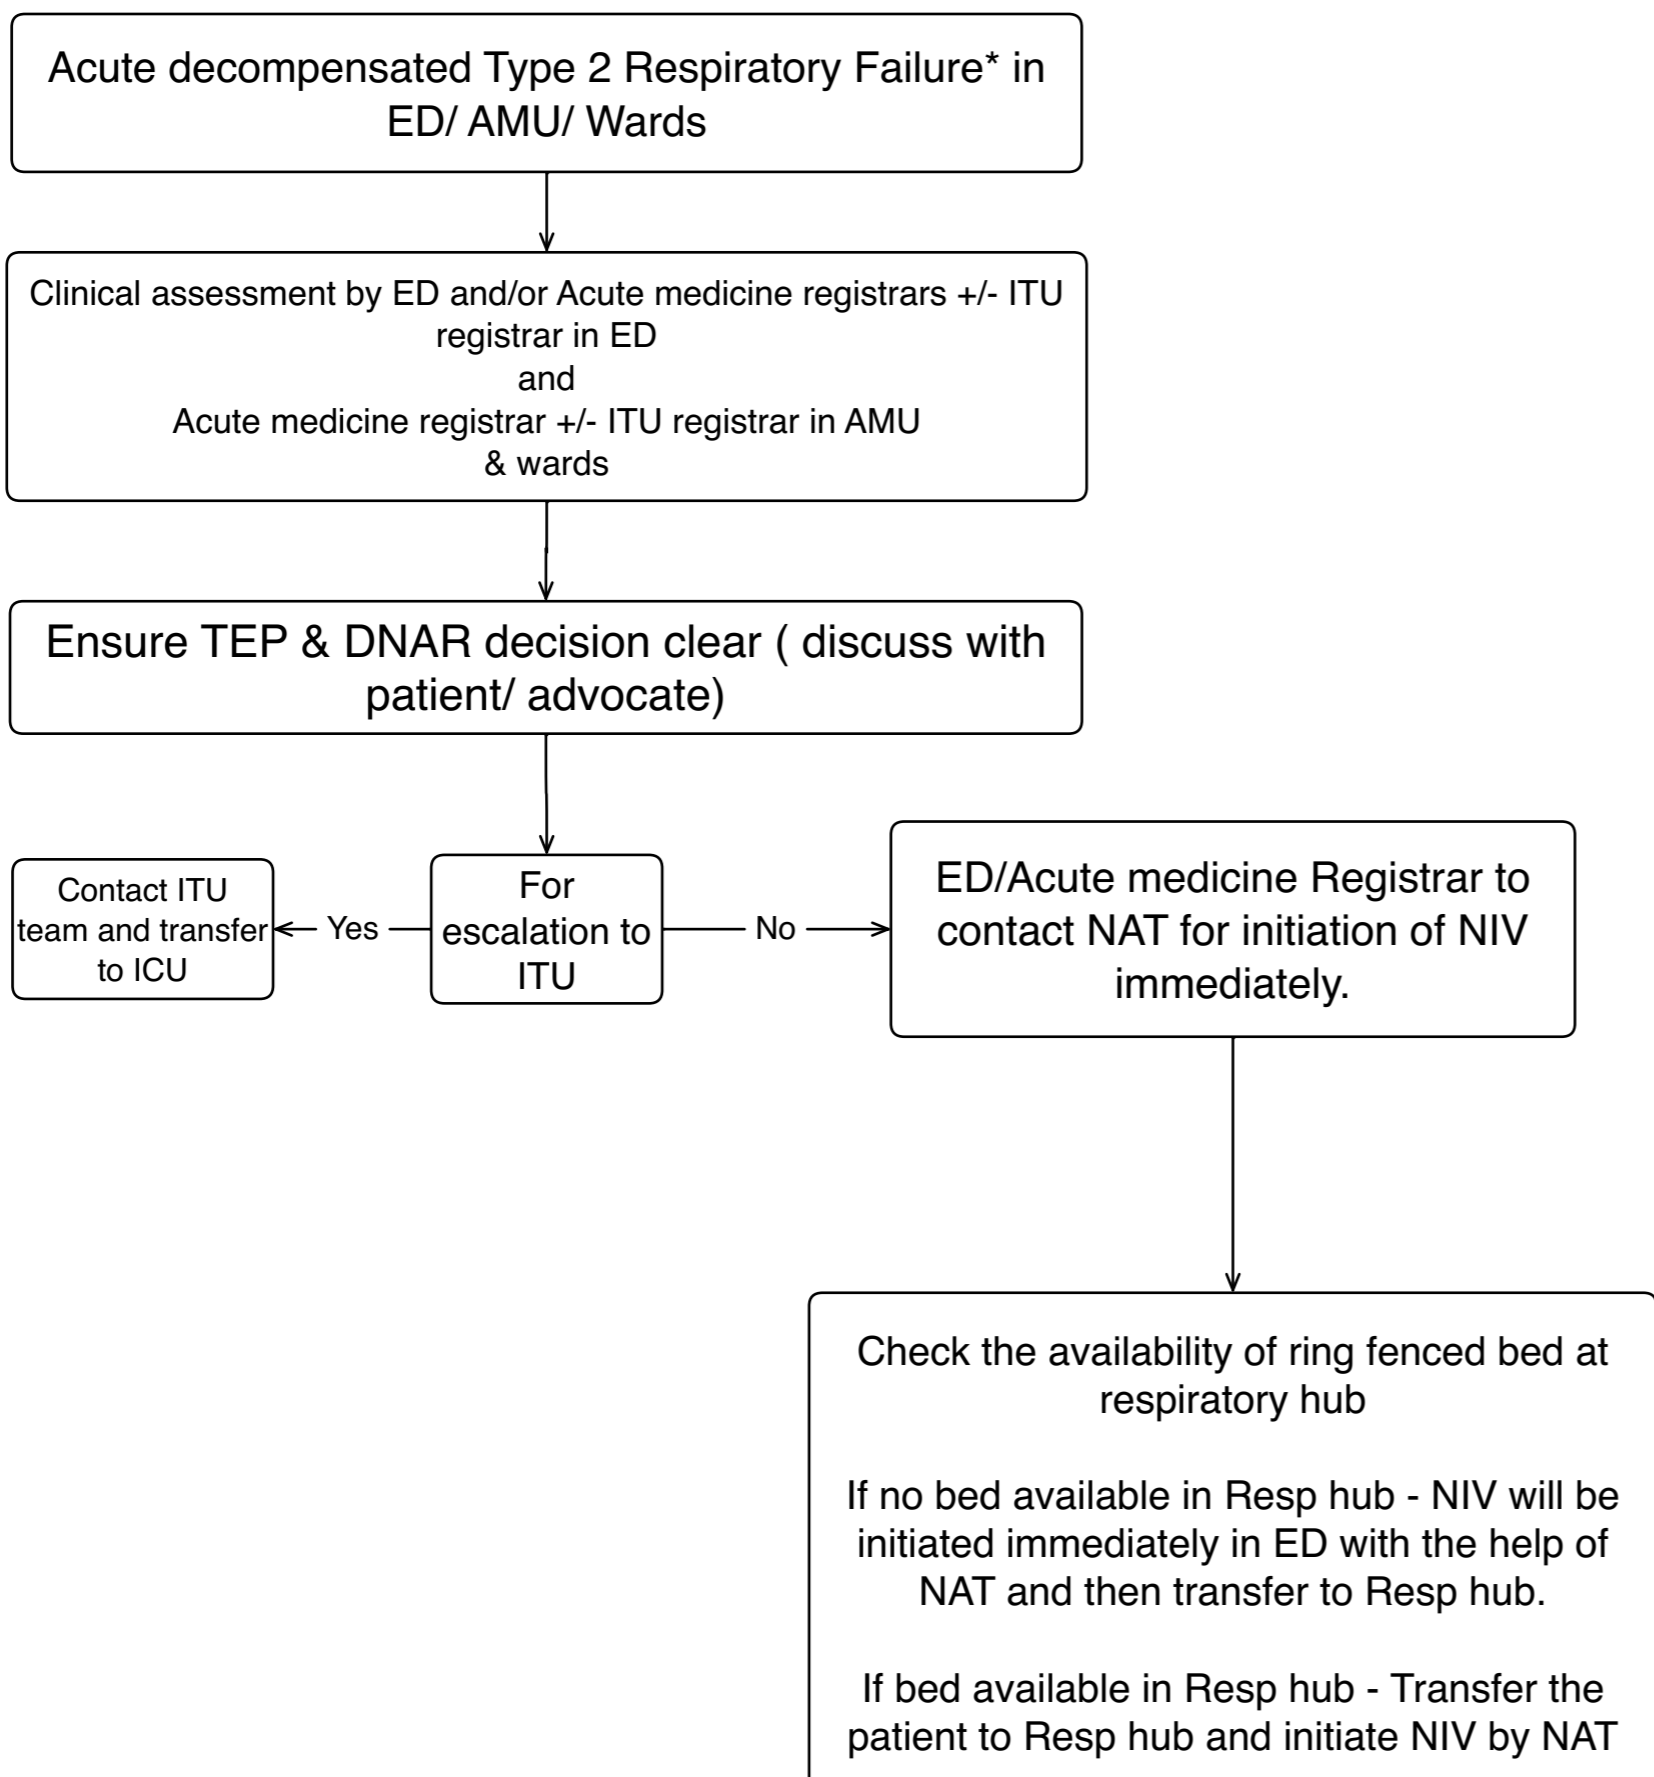 Acute decompensated Type 2 Respiratory Failure* in
ED/ AMU/ Wards
Clinical assessment by ED and/or Acute medicine registrars +/- ITU
registrar in ED
and
Acute medicine registrar +/- ITU registrar in AMU
& wards
Ensure TEP & DNAR decision clear ( discuss with
patient/ advocate)
Contact ITU
team and transfer
to ICU
Yes
For
escalation to
ITU
No
ED/Acute medicine Registrar to
contact NAT for initiation of NIV
immediately.
Check the availability of ring fenced bed at
respiratory hub
If no bed available in Resp hub - NIV will be
initiated immediately in ED with the help of
NAT and then transfer to Resp hub.
If bed available in Resp hub - Transfer the
patient to Resp hub and initiate NIV by NAT